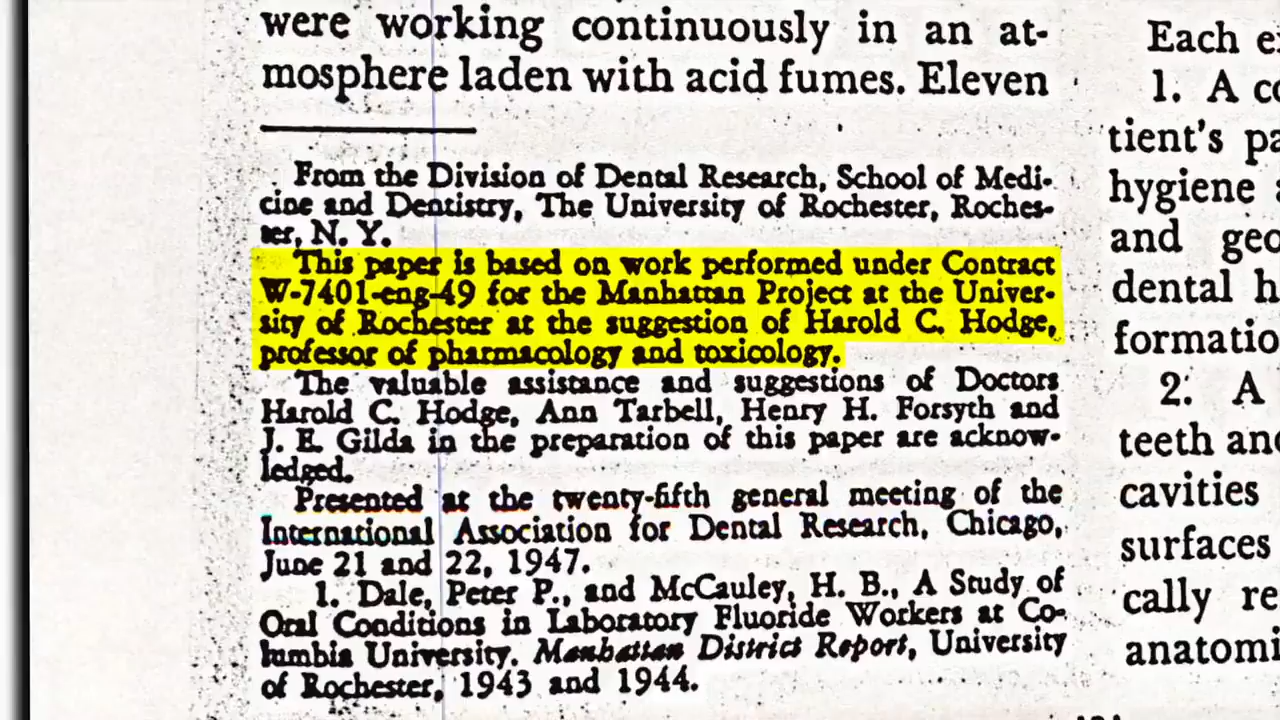 were working continuously in an at-
mosphere laden with acid fumes. Eleven
From the Division of Dental Research, School of Medi-
cine and Dentistry, The University of Rochester, Roches-
ter, N. Y.
This paper is based on work performed under Contract
W-7401-eng-49 for the Manhattan Project at the Univer-
sity of Rochester at the suggestion of Harold C. Hodge,
professor of pharmacology and toxicology.
The valuable assistance and suggestions of Doctors
Harold C. Hodge, Ann Tarbell, Henry H. Forsyth and
J. E. Gilda in the preparation of this paper are acknow-
ledged.
Presented at the twenty-fifth general meeting of the
International Association for Dental Research, Chicago,
June 21 and 22, 1947.
1. Dale, Peter P., and McCauley, H. B., A Study of
Oral Conditions in Laboratory Fluoride Workers at Co-
lumbia University. Manhattan District Report, University
of Rochester, 1943 and 1944.
Each
1. A
tient's
hygiene
and
dental
2. A
teeth
cavities
surfaces
cally